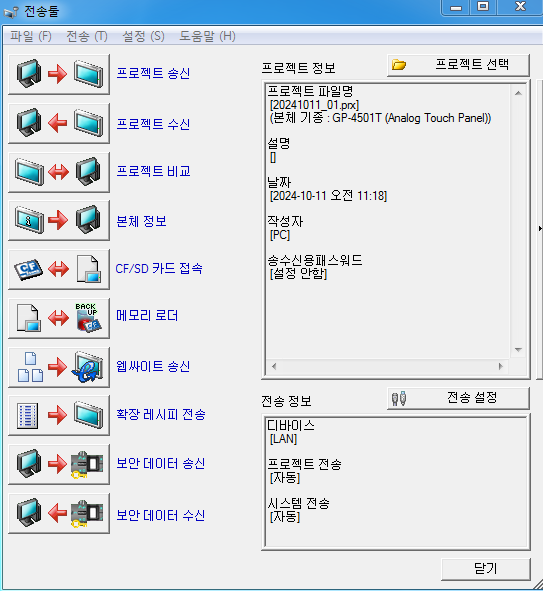 전송툴
파일 (F) 전송 (T) 설정 (S) 도움말 (H)
프로젝트 송신
프로젝트 수신
프로젝트 비교
본체 정보
CF/SD 카드 접속
메모리 로더
웹싸이트 송신
확장 레시피 전송
보안 데이터 송신
보안 데이터 수신
CF
BACK
UP
CF
프로젝트 정보
프로젝트 선택
프로젝트 파일명
[20241011_01.prx]
(본체 기종 : GP-4501T (Analog Touch Panel))
설명
[]
날짜
[2024-10-11 오전 11:18]
작성자
[PC]
송수신용패스워드
[설정 안함]
전송 정보
전송 설정
디바이스
[LAN]
프로젝트 전송
[자동]
시스템 전송
[자동]
닫기